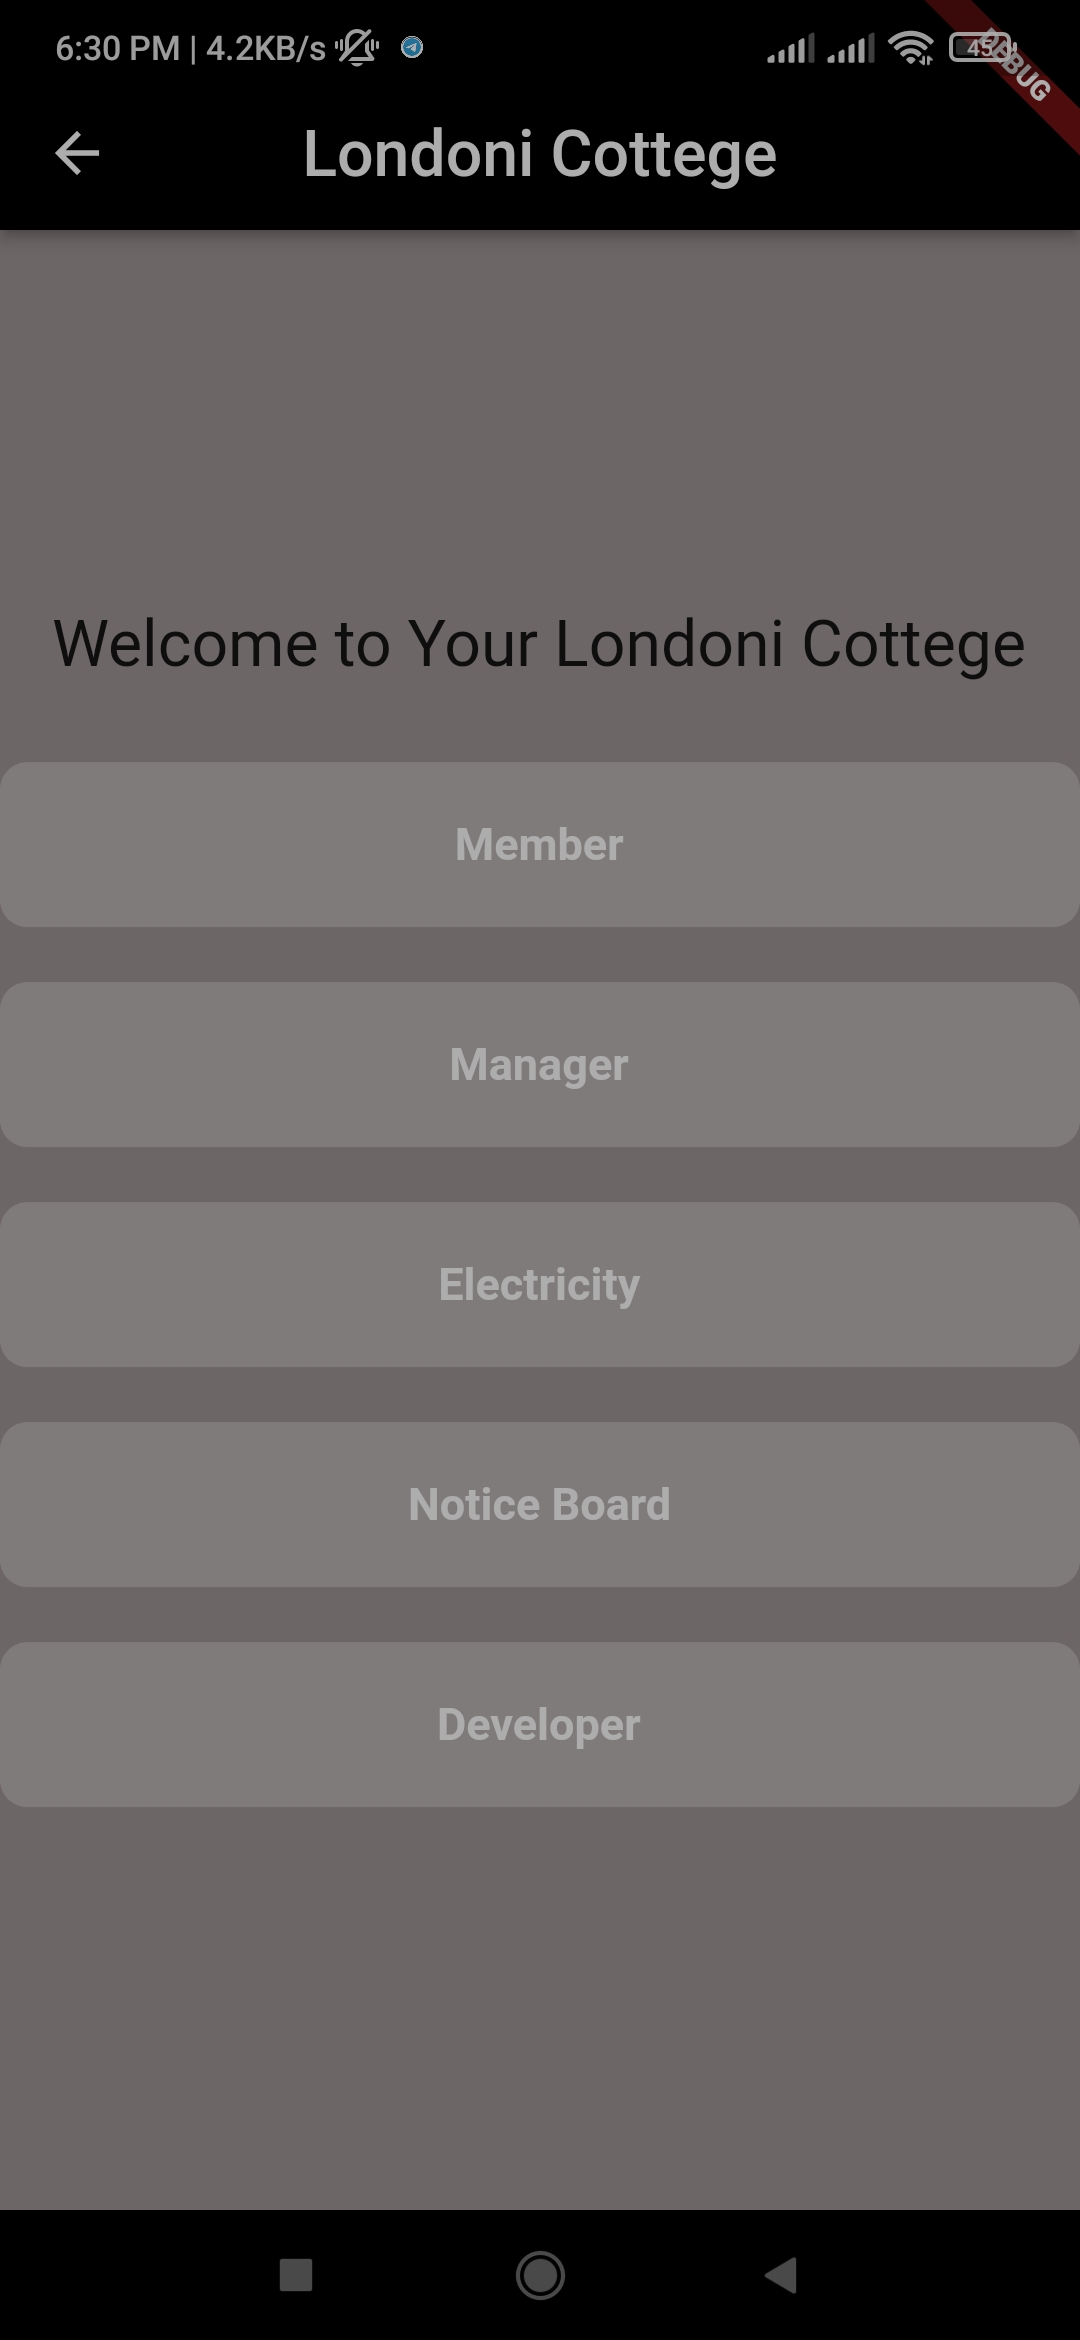 6:30 PM | 4.2KB/s
45
DEBUG
Londoni Cottege
Welcome to Your Londoni Cottege
Member
Manager
Electricity
Notice Board
Developer